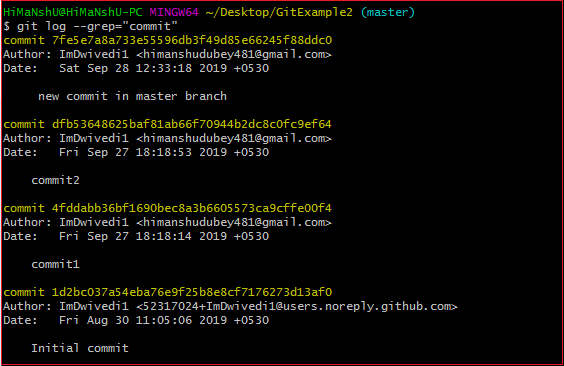 HiMaNshU@HiMaNshU-PC MINGW64 ~/Desktop/GitExample2 (master)
$ git log --grep="commit"
commit 7fe5e7a8a733e55596db3f49d85e66245f88ddc0
Author: ImDwivedi1 <himanshudubey481@gmail.com>
Date:   Sat Sep 28 12:33:18 2019 +0530
new commit in master branch
commit dfb53648625baf81ab66f70944b2dc8c0fc9ef64
Author: ImDwivedi1 <himanshudubey481@gmail.com>
Date:   Fri Sep 27 18:18:53 2019 +0530
commit2
commit 4fddabb36bf1690bec8a3b6605573ca9cffe00f4
Author: ImDwivedi1 <himanshudubey481@gmail.com>
Date:   Fri Sep 27 18:18:14 2019 +0530
commit1
commit 1d2bc037a54eba76e9f25b8e8cf7176273d13af0
Author: ImDwivedi1 <52317024+ImDwivedi1@users.noreply.github.com>
Date:   Fri Aug 30 11:05:06 2019 +0530
Initial commit